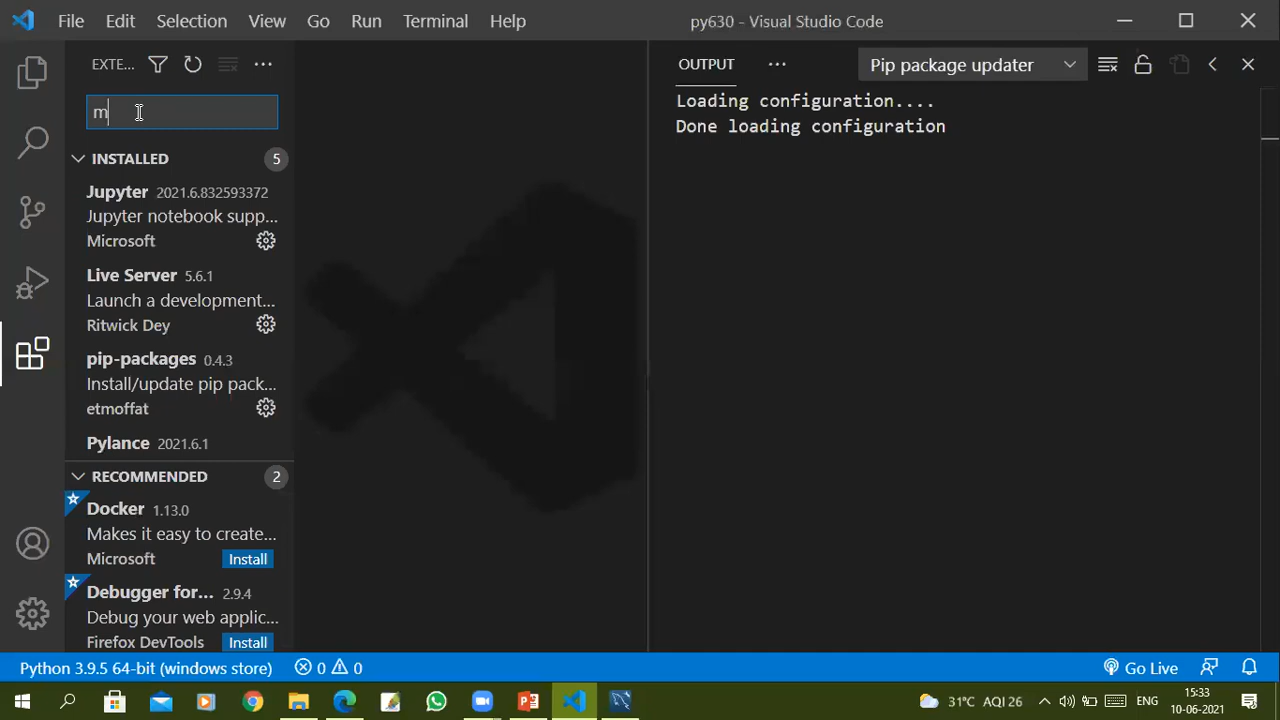 File Edit Selection View Go Run Terminal Help py630 - Visual Studio Code
EXTE...
m
INSTALLED 5
Jupyter 2021.6.832593372
Jupyter notebook supp...
Microsoft
Live Server 5.6.1
Launch a development...
Ritwick Dey
pip-packages 0.4.3
Install/update pip pack...
etmoffat
Pylance 2021.6.1
RECOMMENDED 2
Docker 1.13.0
Makes it easy to create...
Microsoft Install
Debugger for... 2.9.4
Debug your web applic...
Firefox DevTools Install
OUTPUT Pip package updater
Loading configuration....
Done loading configuration
Python 3.9.5 64-bit (windows store) 0 0 Go Live
31°C AQI 26 ENG 15:33
10-06-2021